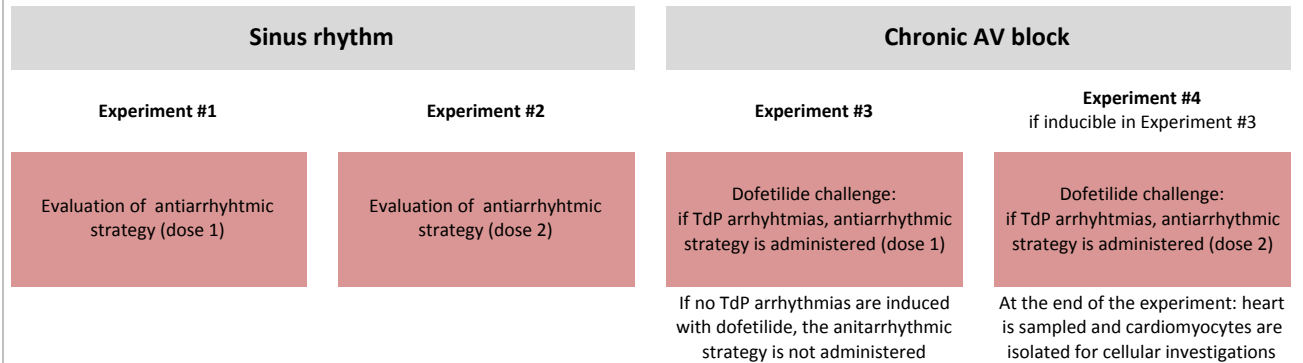 Sinus rhythm
Chronic AV block
Experiment #1
Experiment #2
Experiment #3
Experiment #4
if inducible in Experiment #3
Evaluation of antiarrhyhtmic
strategy (dose 1)
Evaluation of antiarrhyhtmic
strategy (dose 2)
Dofetilide challenge:
if TdP arrhyhtmias, antiarrhythmic
strategy is administered (dose 1)
Dofetilide challenge:
if TdP arrhyhtmias, antiarrhythmic
strategy is administered (dose 2)
If no TdP arrhythmias are induced
with dofetilide, the anitarrhythmic
strategy is not administered
At the end of the experiment: heart
is sampled and cardiomyocytes are
isolated for cellular investigations